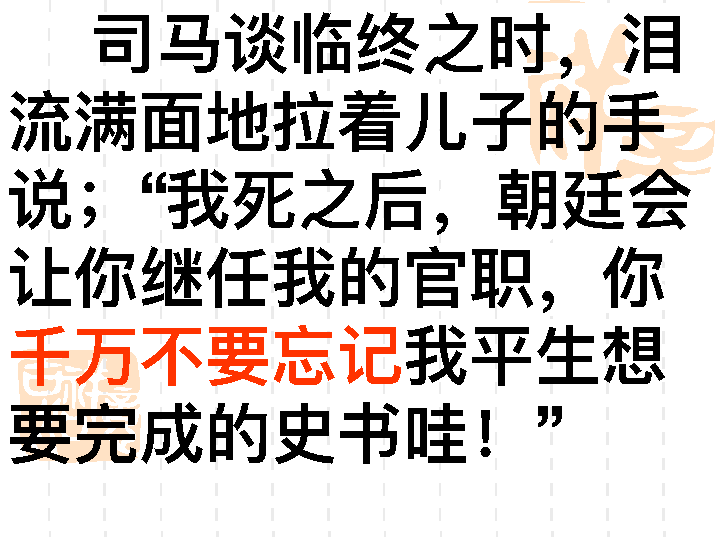 司马谈临终之时，泪
流满面地拉着儿子的手
说；“我死之后，朝廷会
让你继任我的官职，你
千万不要忘记我平生想
要完成的史书哇！”